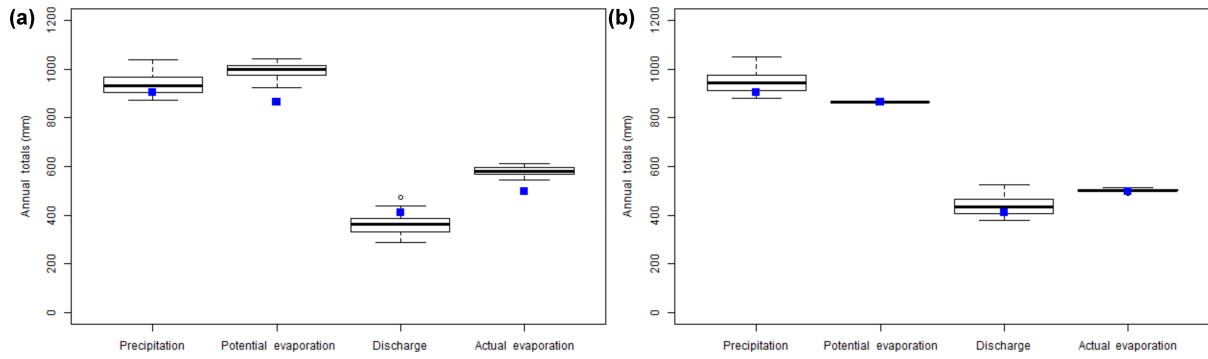 (a)
Annual totals (mm)
1200
1000
800
600
400
200
0
Precipitation Potential evaporation Discharge Actual evaporation
(b)
Annual totals (mm)
1200
1000
800
600
400
200
0
Precipitation Potential evaporation Discharge Actual evaporation